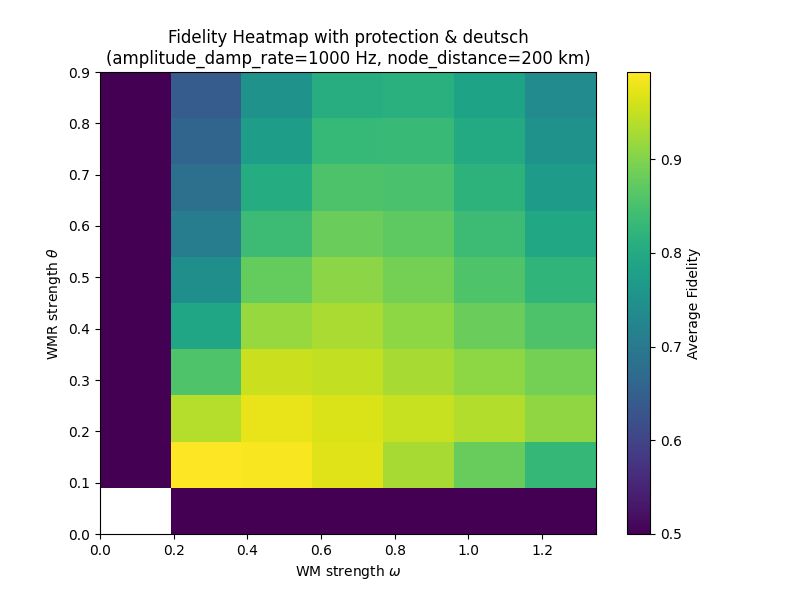 Fidelity Heatmap with protection & deutsch
(amplitude_damp_rate=1000 Hz, node_distance=200 km)
WMR strength θ
0.9
0.8
0.7
0.6
0.5
0.4
0.3
0.2
0.1
0.0
0.0 0.2 0.4 0.6 0.8 1.0 1.2
WM strength ω
0.9
0.8
0.7
0.6
0.5
Average Fidelity